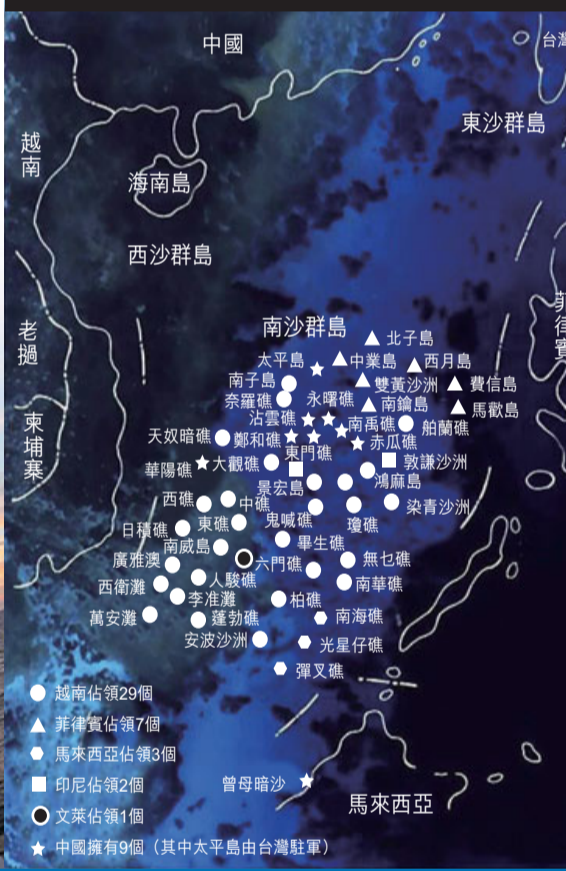 中國
台灣
東沙群島
越南
海南島
西沙群島
老撾
菲律賓
南沙群島
北子島
太平島
中業島
西月島
南子島
雙黃沙洲
費信島
奈羅礁
永曙礁
南鑰島
馬歡島
沾雲礁
南禹礁
舶蘭礁
柬埔寨
天奴暗礁
鄭和礁
東門礁
赤瓜礁
華陽礁
大觀礁
敦謙沙洲
景宏島
鴻麻島
西礁
中礁
染青沙洲
日積礁
東礁
鬼喊礁
瓊礁
南威島
畢生礁
廣雅澳
六門礁
無乜礁
西衛灘
人駿礁
南華礁
李准灘
柏礁
萬安灘
蓬勃礁
南海礁
安波沙洲
光星仔礁
彈叉礁
越南佔領29個
菲律賓佔領7個
馬來西亞佔領3個
印尼佔領2個
曾母暗沙
馬來西亞
文萊佔領1個
中國擁有9個（其中太平島由台灣駐軍）